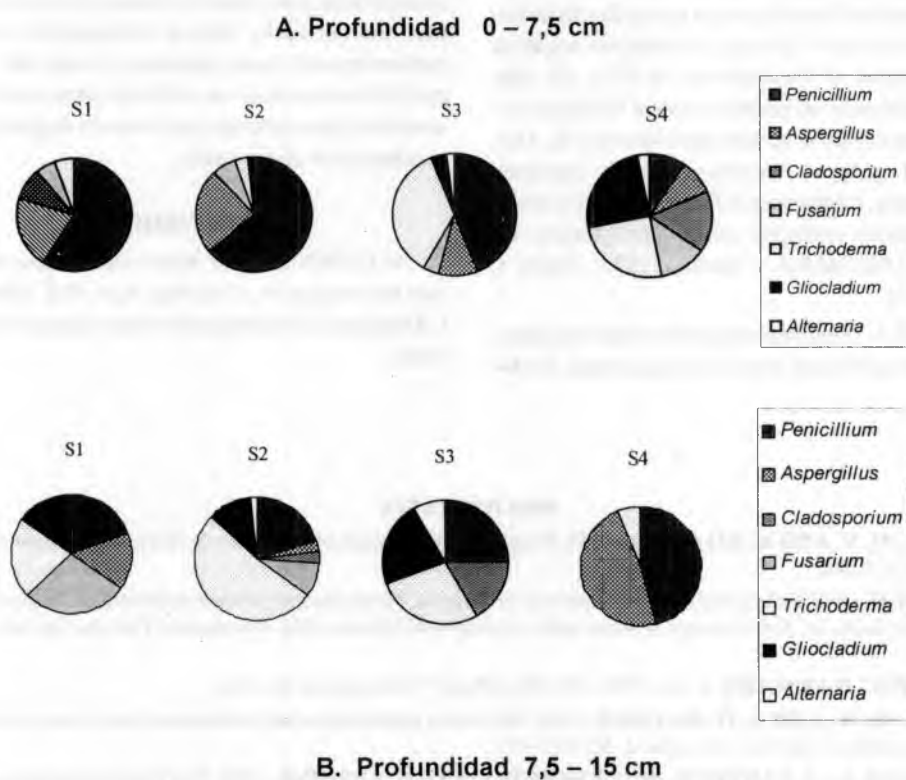 A. Profundidad 0 – 7,5 cm
S1
S2
S3
S4
Penicillium
Aspergillus
Cladosporium
Fusarium
Trichoderma
Gliocladium
Alternaria
S1
S2
S3
S4
Penicillium
Aspergillus
Cladosporium
Fusarium
Trichoderma
Gliocladium
Alternaria
B. Profundidad 7,5 – 15 cm